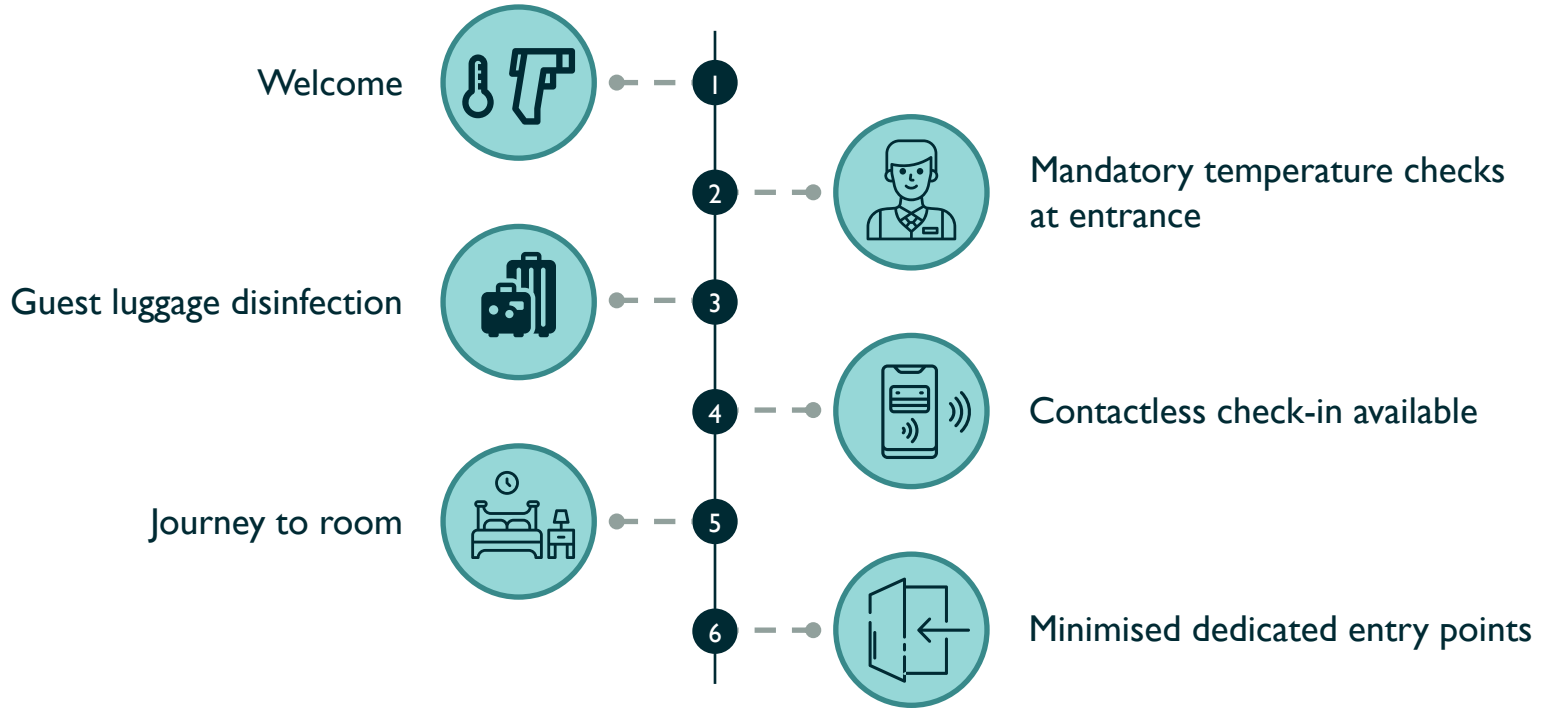 Welcome
1
2
Mandatory temperature checks
at entrance
Guest luggage disinfection
3
4
Contactless check-in available
Journey to room
5
6
Minimised dedicated entry points